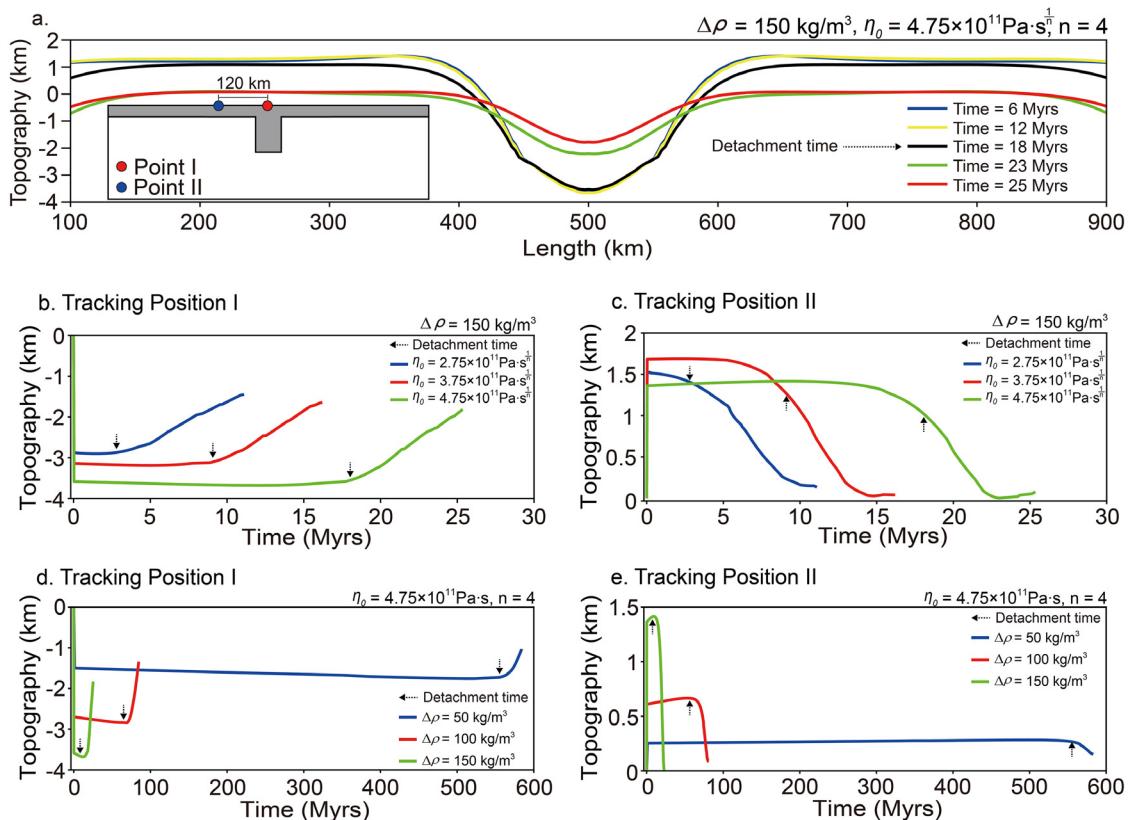 a.
Δρ = 150 kg/m³, η₀ = 4.75×10¹¹Pa·s^{1/n}, n = 4
Topography (km)
2
1
0
-1
-2
-3
-4
120 km
Point I
Point II
Time = 6 Myrs
Time = 12 Myrs
Detachment time
Time = 18 Myrs
Time = 23 Myrs
Time = 25 Myrs
100 200 300 400 500 600 700 800 900
Length (km)
b. Tracking Position I
Δρ = 150 kg/m³
Detachment time
η₀ = 2.75×10¹¹Pa·s^{1/n}
η₀ = 3.75×10¹¹Pa·s^{1/n}
η₀ = 4.75×10¹¹Pa·s^{1/n}
Topography (km)
0
-1
-2
-3
-4
0 5 10 15 20 25 30
Time (Myrs)
c. Tracking Position II
Δρ = 150 kg/m³
Detachment time
η₀ = 2.75×10¹¹Pa·s^{1/n}
η₀ = 3.75×10¹¹Pa·s^{1/n}
η₀ = 4.75×10¹¹Pa·s^{1/n}
Topography (km)
2
1.5
1
0.5
0
0 5 10 15 20 25 30
Time (Myrs)
d. Tracking Position I
η₀ = 4.75×10¹¹Pa·s, n = 4
Topography (km)
0
-1
-2
-3
-4
Detachment time
Δρ = 50 kg/m³
Δρ = 100 kg/m³
Δρ = 150 kg/m³
0 100 200 300 400 500 600
Time (Myrs)
e. Tracking Position II
η₀ = 4.75×10¹¹Pa·s, n = 4
Detachment time
Δρ = 50 kg/m³
Δρ = 100 kg/m³
Δρ = 150 kg/m³
Topography (km)
1.5
1
0.5
0
0 100 200 300 400 500 600
Time (Myrs)